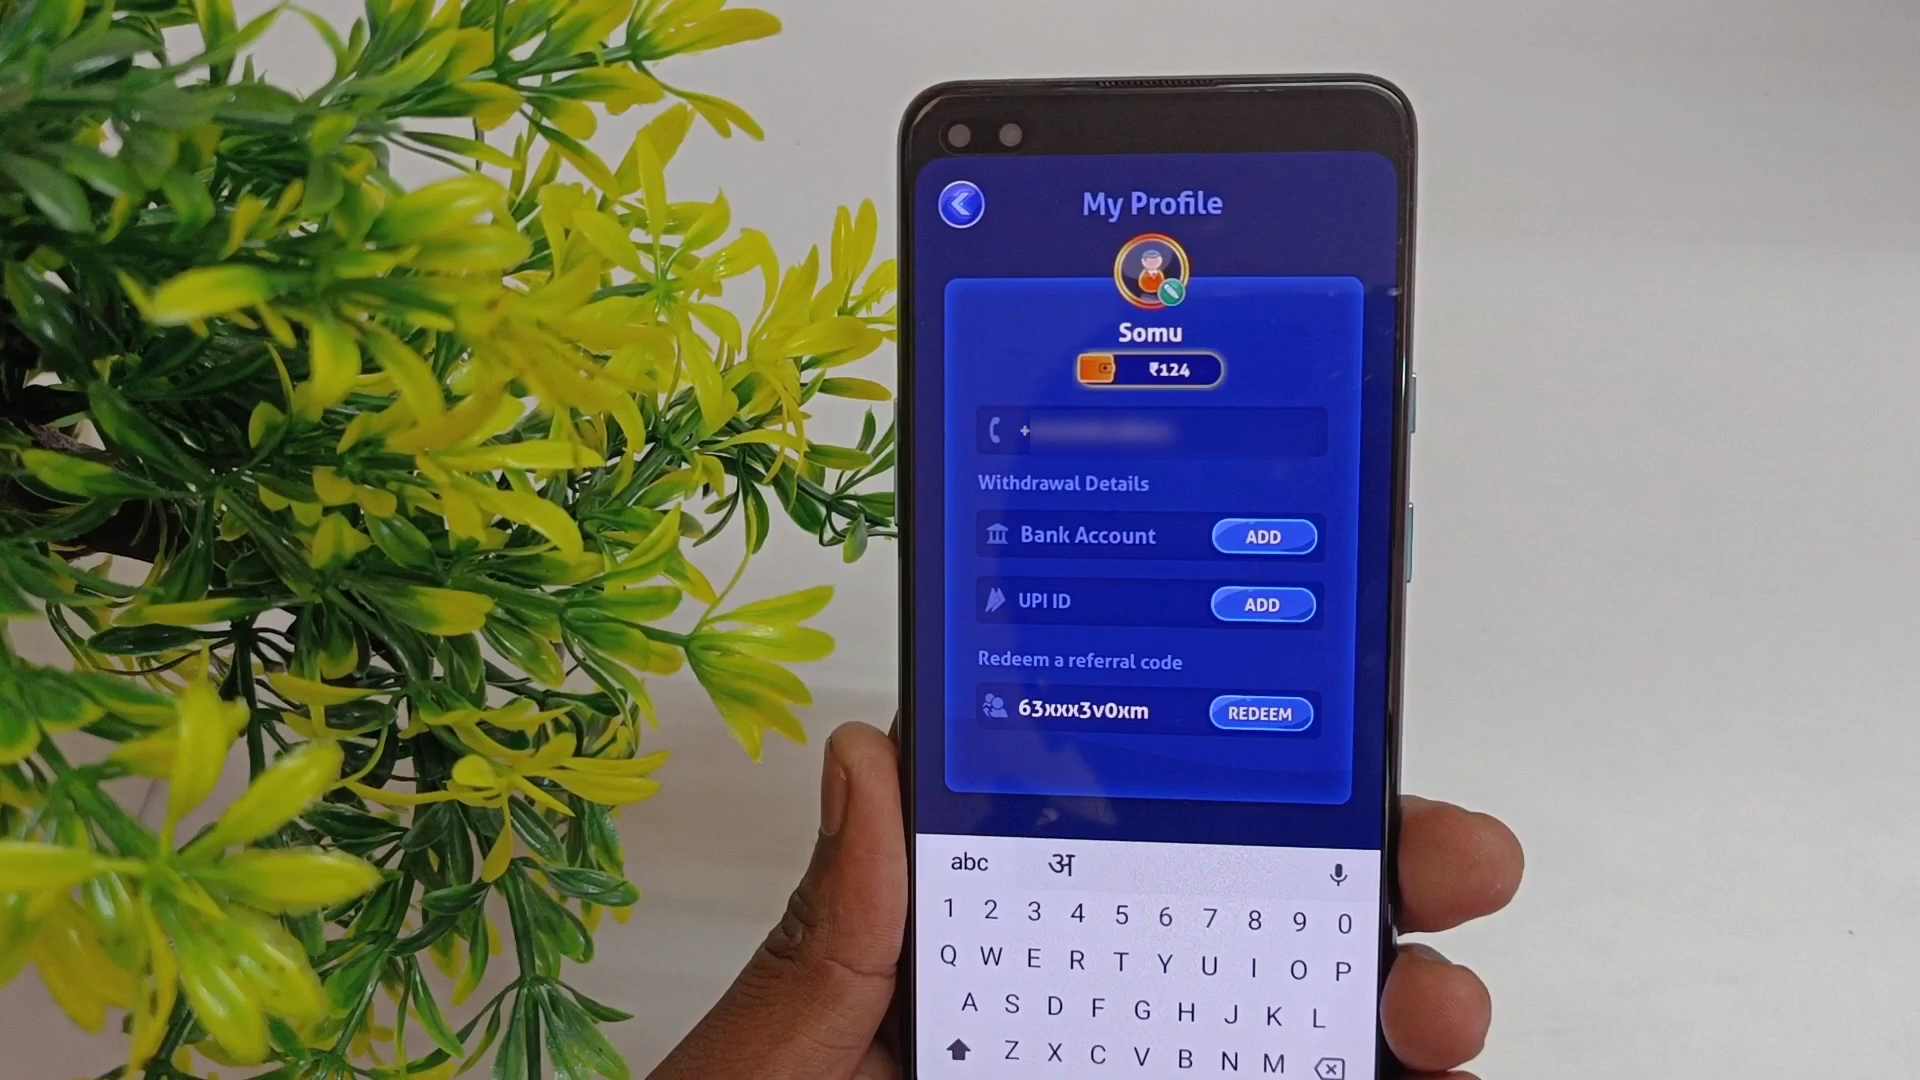 My Profile
Somu
₹124
+
Withdrawal Details
Bank Account ADD
UPI ID ADD
Redeem a referral code
63xxx3v0xm REDEEM
abc अ
1 2 3 4 5 6 7 8 9 0
Q W E R T Y U I O P
A S D F G H J K L
Z X C V B N M